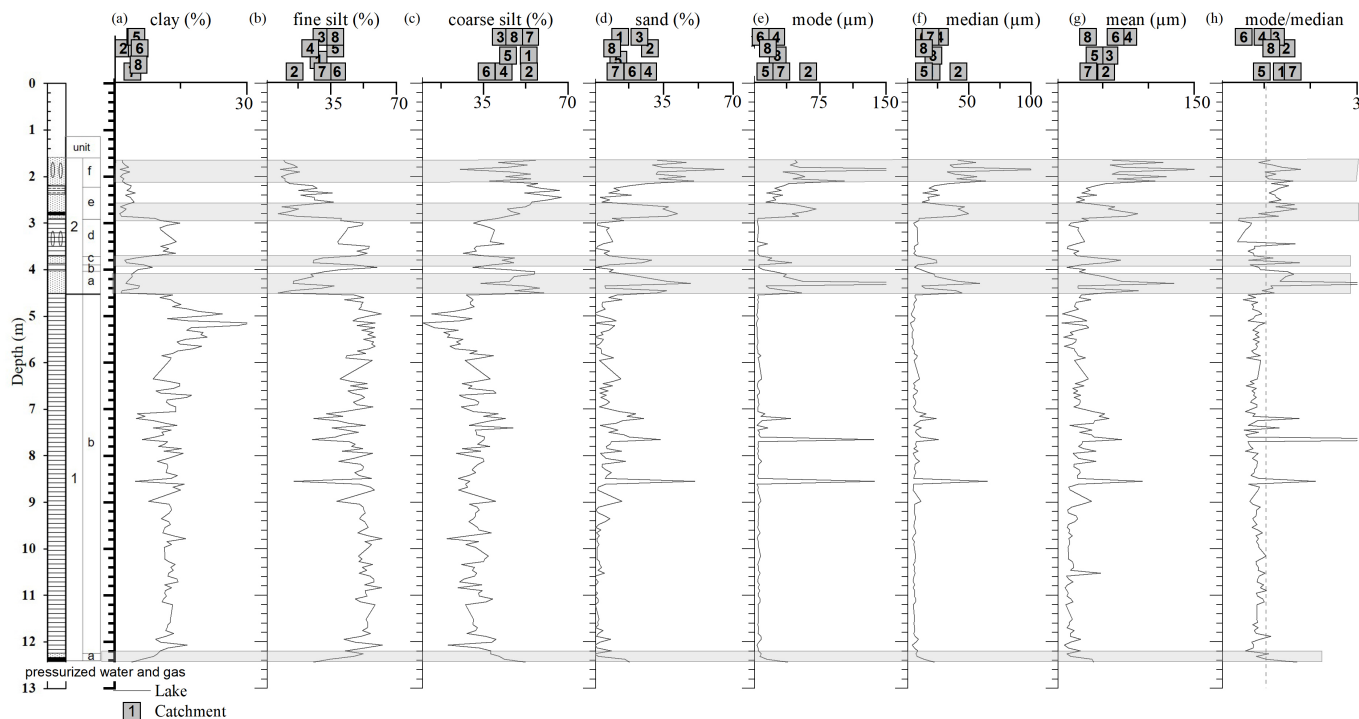 (a) clay (%) (b) fine silt (%) (c) coarse silt (%) (d) sand (%) (e) mode (µm) (f) median (µm) (g) mean (µm) (h) mode/median
5 3 8 3 8 7 1 3 6 4 7 4 8 6 4 6 4 3
2 6 4 5 5 1 8 2 8 3 8 3 5 3 8 2
8 2 7 6 6 4 2 7 6 4 5 7 2 5 2 7 2 5 1 7
0 30 35 70 35 70 35 70 75 150 50 100 150 3
1
unit
2 f
e
3 2
d
c
4 b
a
5
6
Depth (m)
7
b
8
1
9
10
11
12
a
pressurized water and gas
13
Lake
1 Catchment